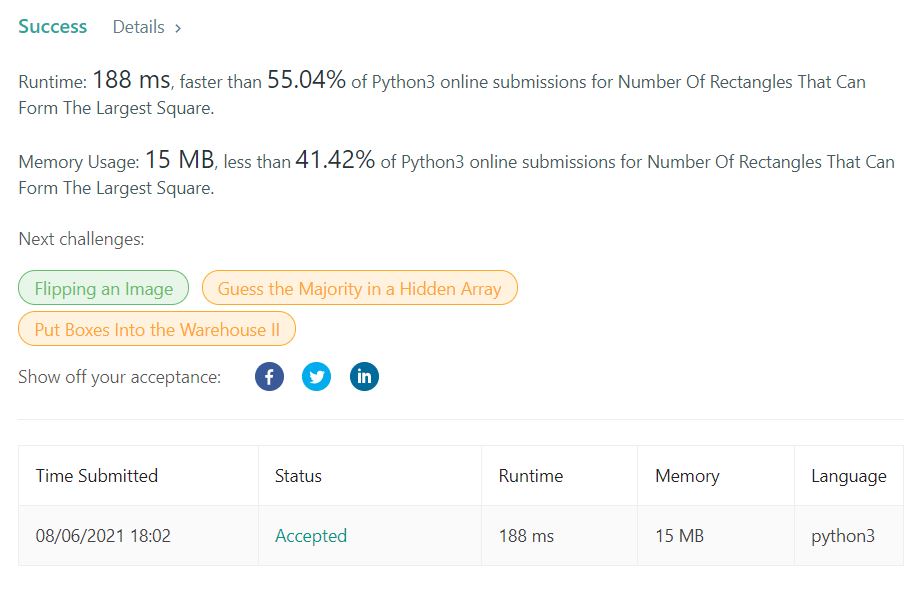 Success Details >
Runtime: 188 ms, faster than 55.04% of Python3 online submissions for Number Of Rectangles That Can
Form The Largest Square.
Memory Usage: 15 MB, less than 41.42% of Python3 online submissions for Number Of Rectangles That Can
Form The Largest Square.
Next challenges:
Flipping an Image Guess the Majority in a Hidden Array
Put Boxes Into the Warehouse II
Show off your acceptance: f in
Time Submitted Status Runtime Memory Language
08/06/2021 18:02 Accepted 188 ms 15 MB python3